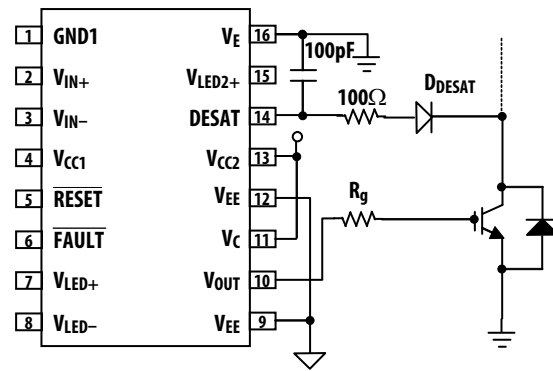 1 GND1
2 VIN+
3 VIN–
4 VCC1
5 RESET
6 FAULT
7 VLED+
8 VLED–
VE 16
VLED2+ 15
DESAT 14
VCC2 13
VEE 12
VC 11
VOUT 10
VEE 9
100pF
100Ω
DDESAT
Rg